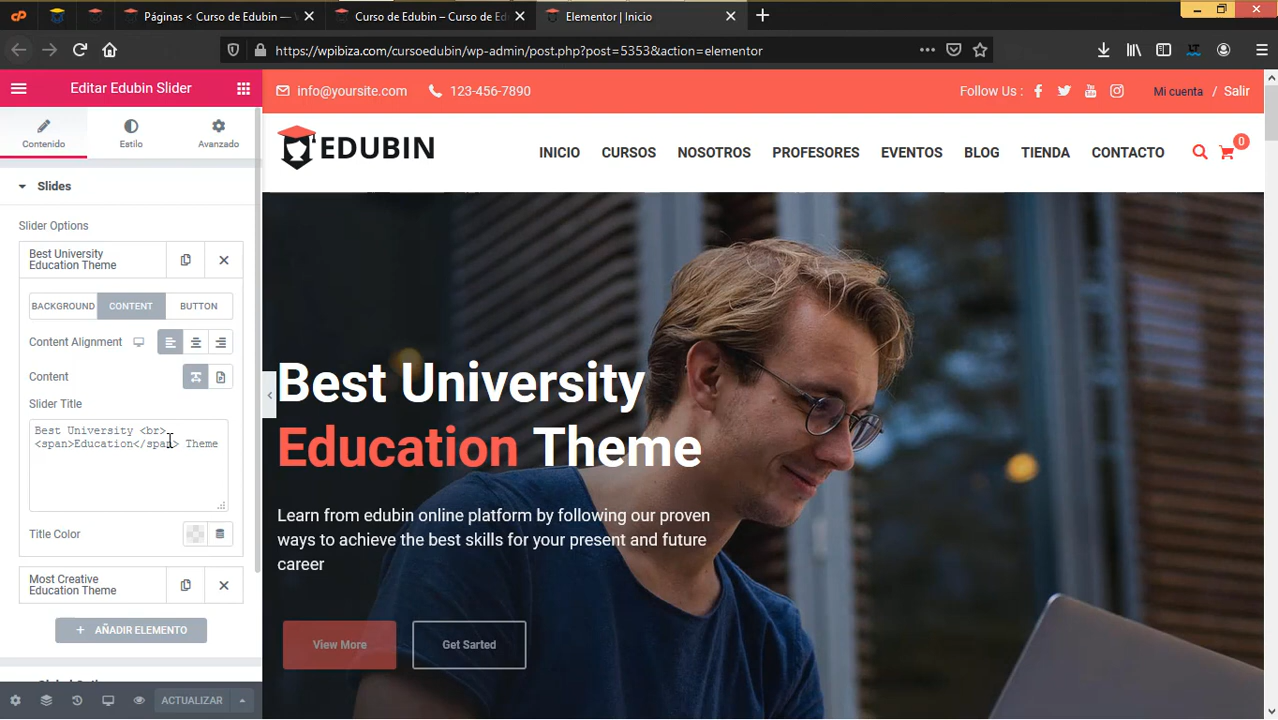 Páginas < Curso de Edubin —
Curso de Edubin – Curso de Ed
Elementor | Inicio
https://wpibiza.com/cursoedubin/wp-admin/post.php?post=5353&action=elementor
Editar Edubin Slider
Contenido
Estilo
Avanzado
Slides
Slider Options
Best University
Education Theme
BACKGROUND
CONTENT
BUTTON
Content Alignment
Content
Slider Title
Best University <br>
<span>Education</span> Theme
Title Color
Most Creative
Education Theme
+ AÑADIR ELEMENTO
ACTUALIZAR
info@yoursite.com
123-456-7890
Follow Us :
Mi cuenta / Salir
EDUBIN
INICIO
CURSOS
NOSOTROS
PROFESORES
EVENTOS
BLOG
TIENDA
CONTACTO
0
Best University
Education Theme
Learn from edubin online platform by following our proven
ways to achieve the best skills for your present and future
career
View More
Get Sarted